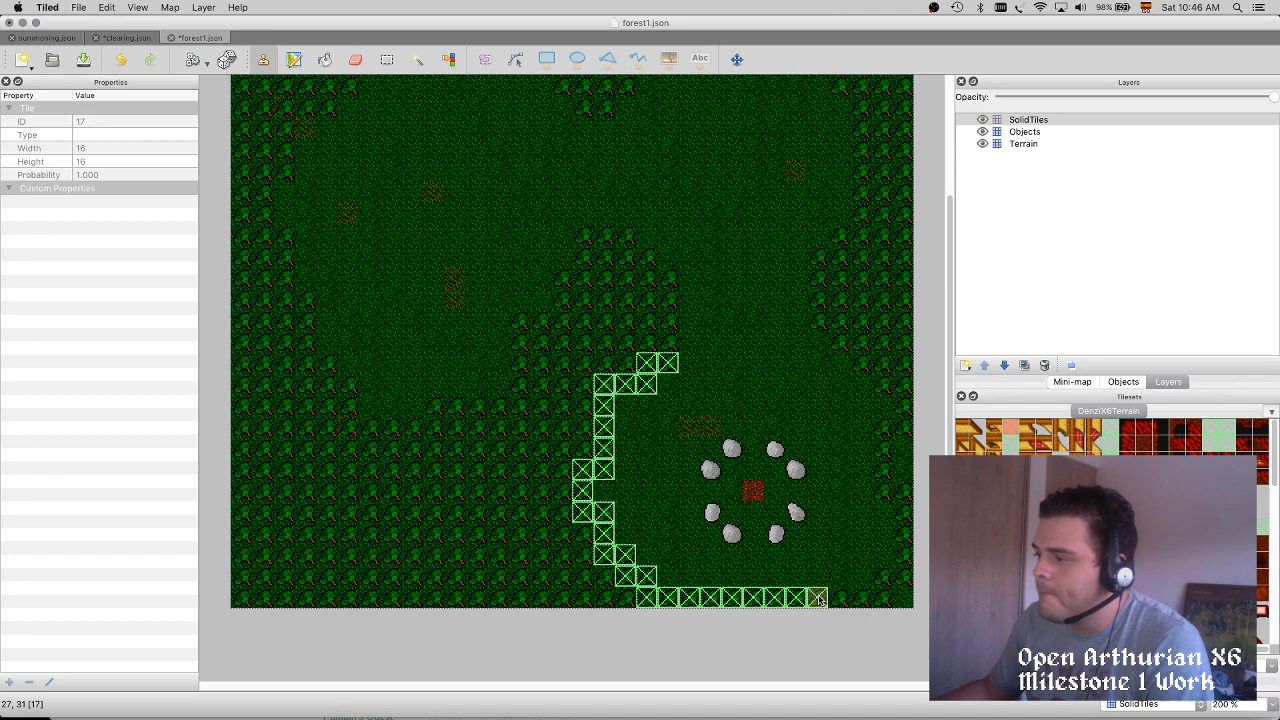 Tiled File Edit View Map Layer Help
98% Sat 10:46 AM
forest1.json
summoning.json *clearing.json *forest1.json
Abc
Properties
Property Value
Tile
ID 17
Type
Width 16
Height 16
Probability 1.000
Custom Properties
Layers
Opacity:
SolidTiles
Objects
Terrain
Mini-map Objects Layers
Tilesets
DenziX6Terrain
Open Arthurian X6
Milestone 1 Work
27, 31 [17]
SolidTiles 200 %